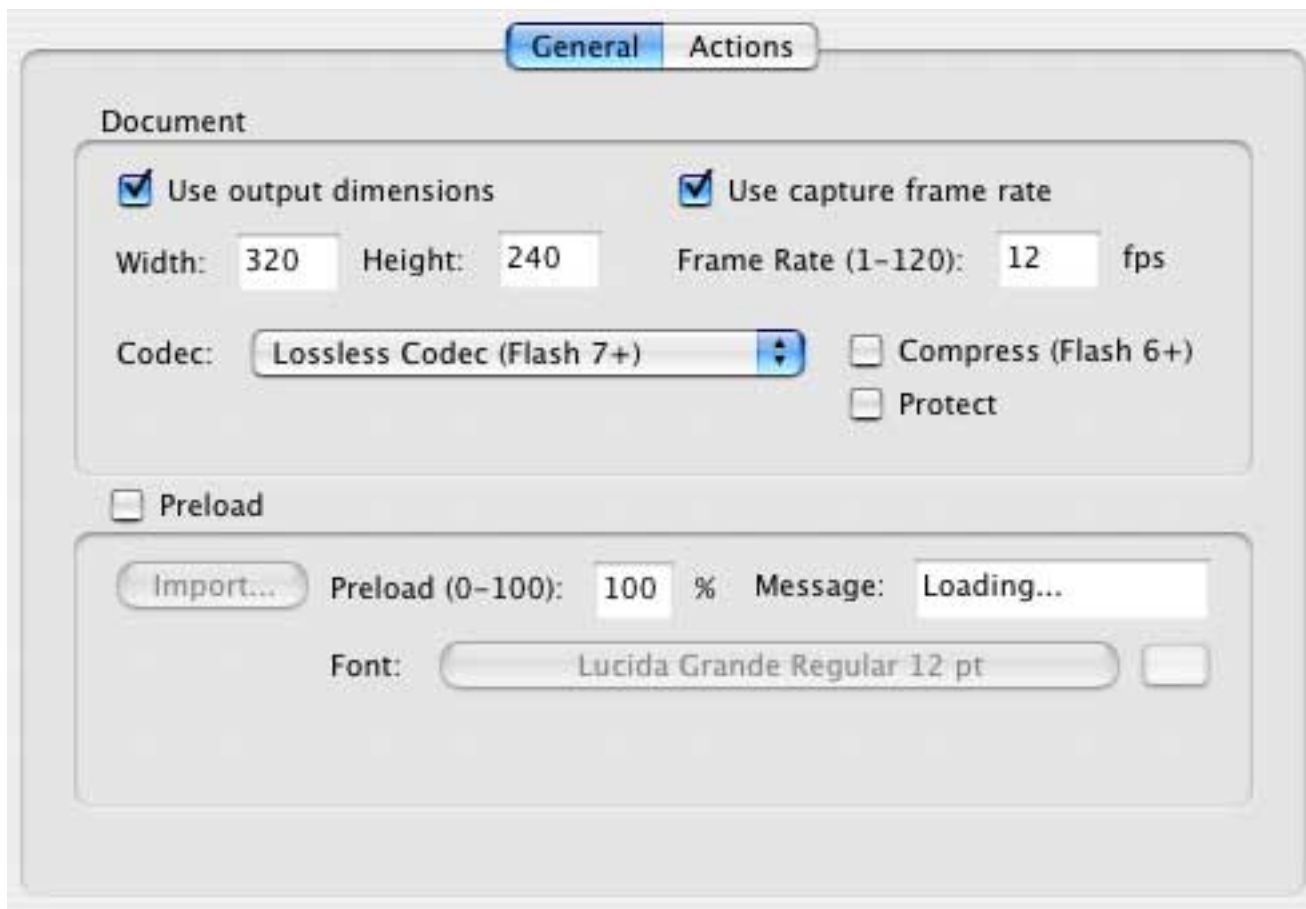 General Actions
Document
Use output dimensions Use capture frame rate
Width: 320 Height: 240 Frame Rate (1-120): 12 fps
Codec: Lossless Codec (Flash 7+) Compress (Flash 6+)
Protect
Preload
Import... Preload (0-100): 100 % Message: Loading...
Font: Lucida Grande Regular 12 pt